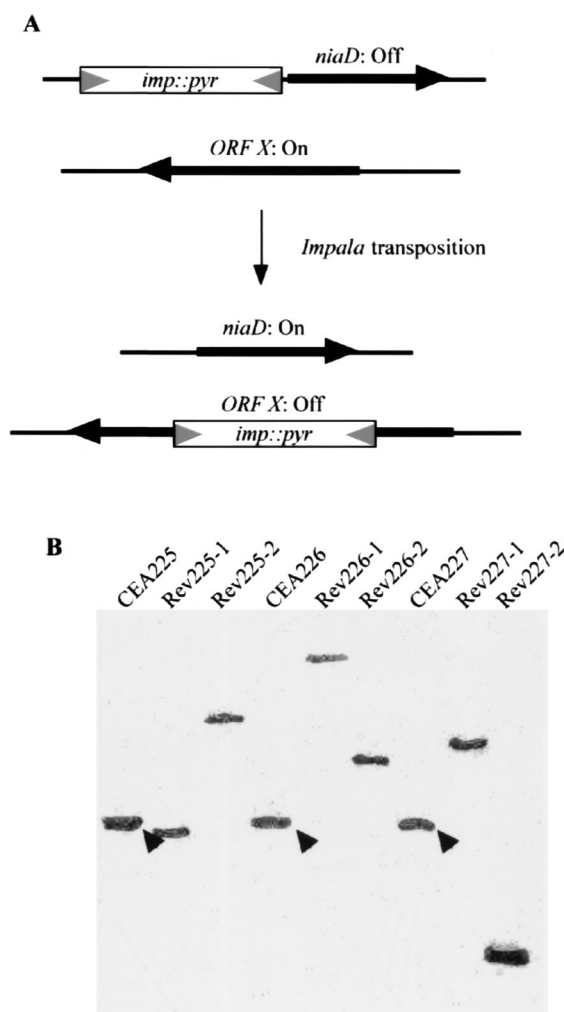 A
niaD: Off
imp::pyr
ORF X: On
Impala transposition
niaD: On
ORF X: Off
imp::pyr
B
CEA225
Rev225-1
Rev225-2
CEA226
Rev226-1
Rev226-2
CEA227
Rev227-1
Rev227-2